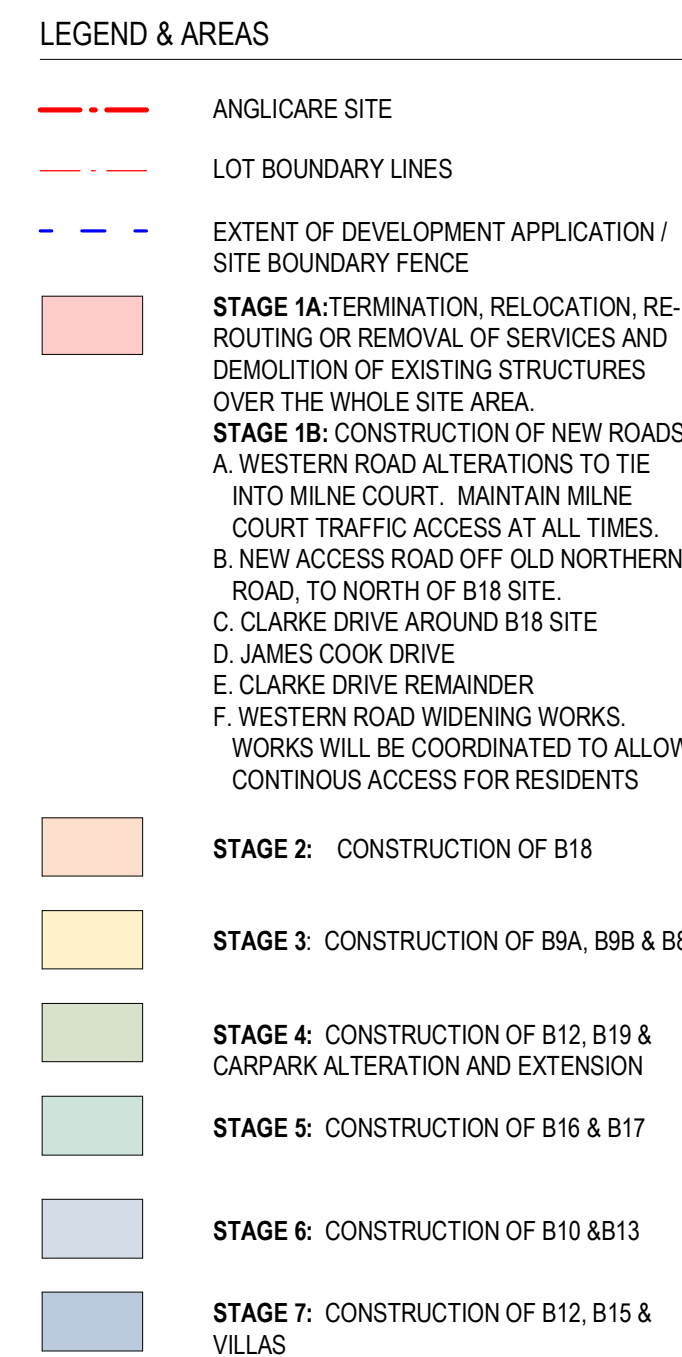 LEGEND & AREAS
ANGLICARE SITE
LOT BOUNDARY LINES
EXTENT OF DEVELOPMENT APPLICATION /
SITE BOUNDARY FENCE
STAGE 1A:TERMINATION, RELOCATION, RE-
ROUTING OR REMOVAL OF SERVICES AND
DEMOLITION OF EXISTING STRUCTURES
OVER THE WHOLE SITE AREA.
STAGE 1B: CONSTRUCTION OF NEW ROADS
A. WESTERN ROAD ALTERATIONS TO TIE
INTO MILNE COURT. MAINTAIN MILNE
COURT TRAFFIC ACCESS AT ALL TIMES.
B. NEW ACCESS ROAD OFF OLD NORTHERN
ROAD, TO NORTH OF B18 SITE.
C. CLARKE DRIVE AROUND B18 SITE
D. JAMES COOK DRIVE
E. CLARKE DRIVE REMAINDER
F. WESTERN ROAD WIDENING WORKS.
WORKS WILL BE COORDINATED TO ALLOW
CONTINOUS ACCESS FOR RESIDENTS
STAGE 2: CONSTRUCTION OF B18
STAGE 3: CONSTRUCTION OF B9A, B9B & B8
STAGE 4: CONSTRUCTION OF B12, B19 &
CARPARK ALTERATION AND EXTENSION
STAGE 5: CONSTRUCTION OF B16 & B17
STAGE 6: CONSTRUCTION OF B10 &B13
STAGE 7: CONSTRUCTION OF B12, B15 &
VILLAS